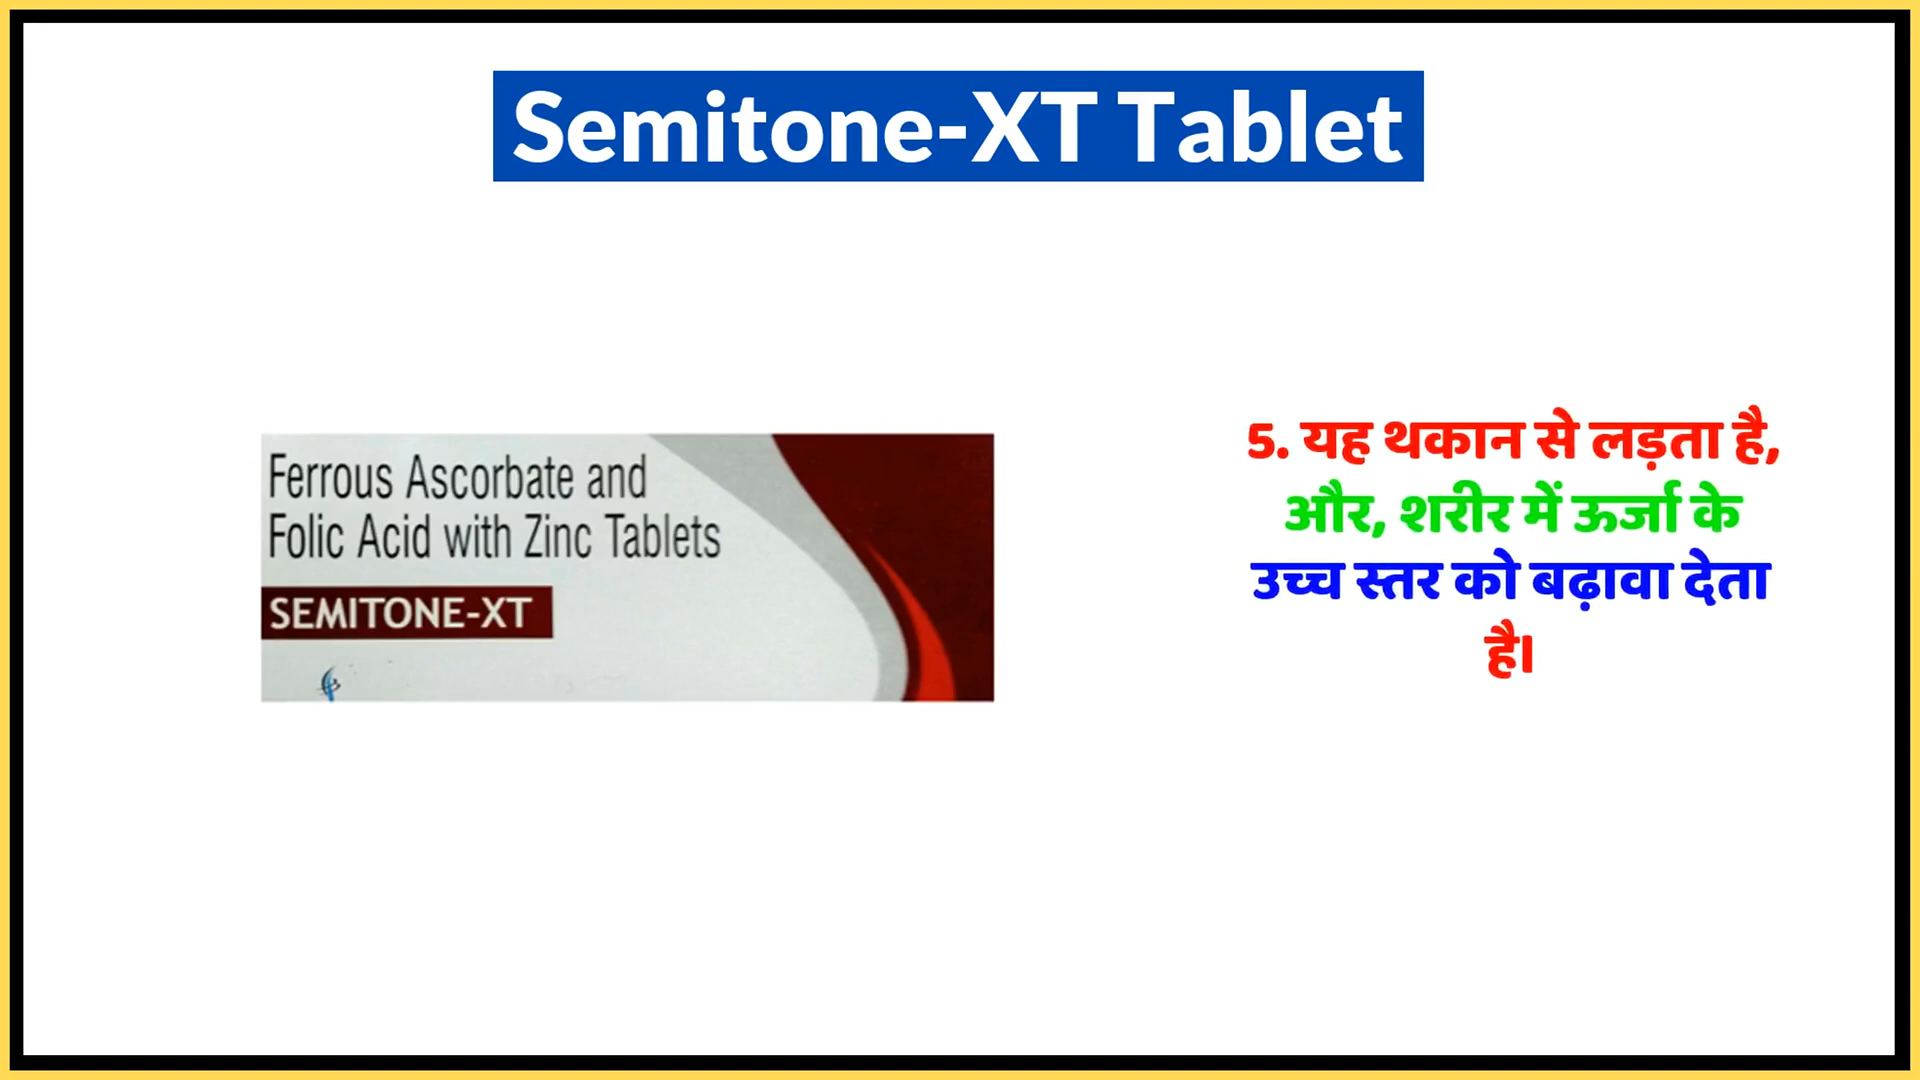 Semitone-XT Tablet
Ferrous Ascorbate and
Folic Acid with Zinc Tablets
SEMITONE-XT
5. यह थकान से लड़ता है,
और, शरीर में ऊर्जा के
उच्च स्तर को बढ़ावा देता
है।